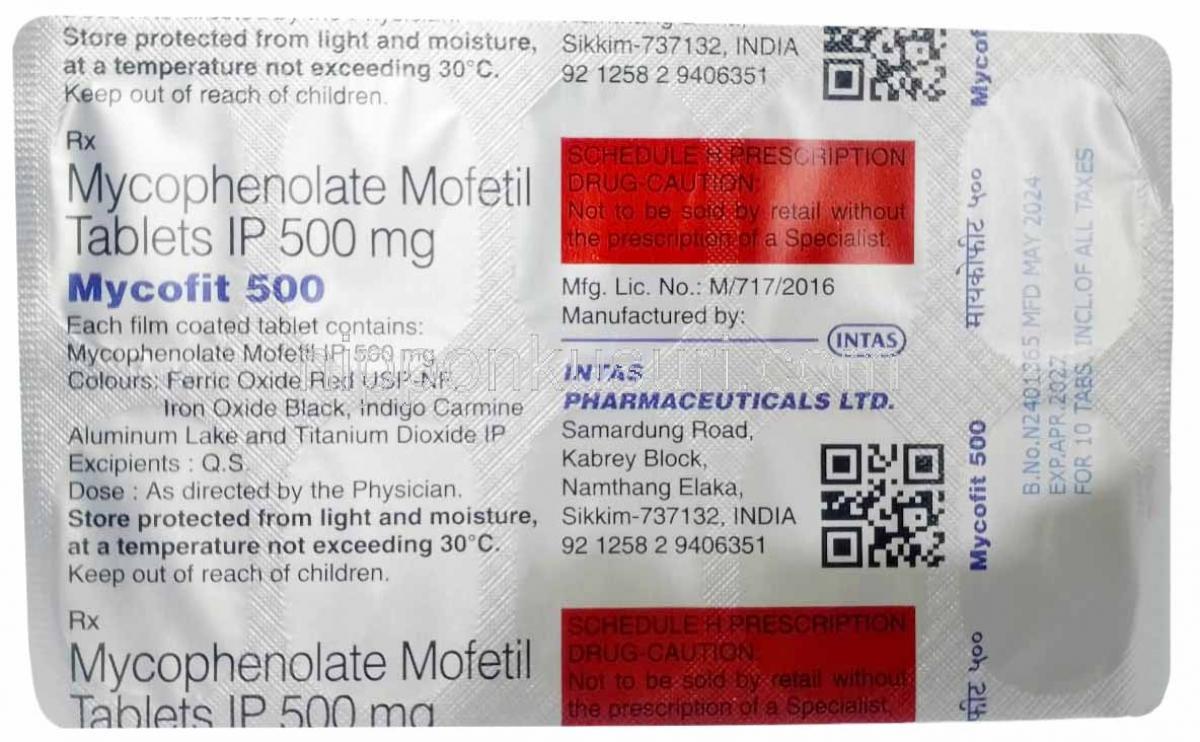 Store protected from light and moisture,
at a temperature not exceeding 30°C.
Keep out of reach of children.
Sikkim-737132, INDIA
92 1258 2 9406351
Rx
Mycophenolate Mofetil
Tablets IP 500 mg
Mycofit 500
Each film coated tablet contains:
Mycophenolate Mofetil IP 500 mg
Colours: Ferric Oxide Red USP-NF,
Iron Oxide Black, Indigo Carmine
Aluminum Lake and Titanium Dioxide IP
Excipients : Q.S.
Dose : As directed by the Physician.
Store protected from light and moisture,
at a temperature not exceeding 30°C.
Keep out of reach of children.
SCHEDULE H PRESCRIPTION
DRUG-CAUTION:
Not to be sold by retail without
the prescription of a Specialist.
Mfg. Lic. No.: M/717/2016
Manufactured by:
INTAS
INTAS
PHARMACEUTICALS LTD.
Samardung Road,
Kabrey Block,
Namthang Elaka,
Sikkim-737132, INDIA
92 1258 2 9406351
Rx
Mycophenolate Mofetil
Tablets IP 500 mg
SCHEDULE H PRESCRIPTION
DRUG-CAUTION:
Not to be sold by retail without
the prescription of a Specialist.
मायकोफीट ५००
Mycofit 500
B.No.N2401365 MFD MAY 2024
EXP.APR.2027
FOR 10 TABS. INCL.OF ALL TAXES
nipponkusuri.com